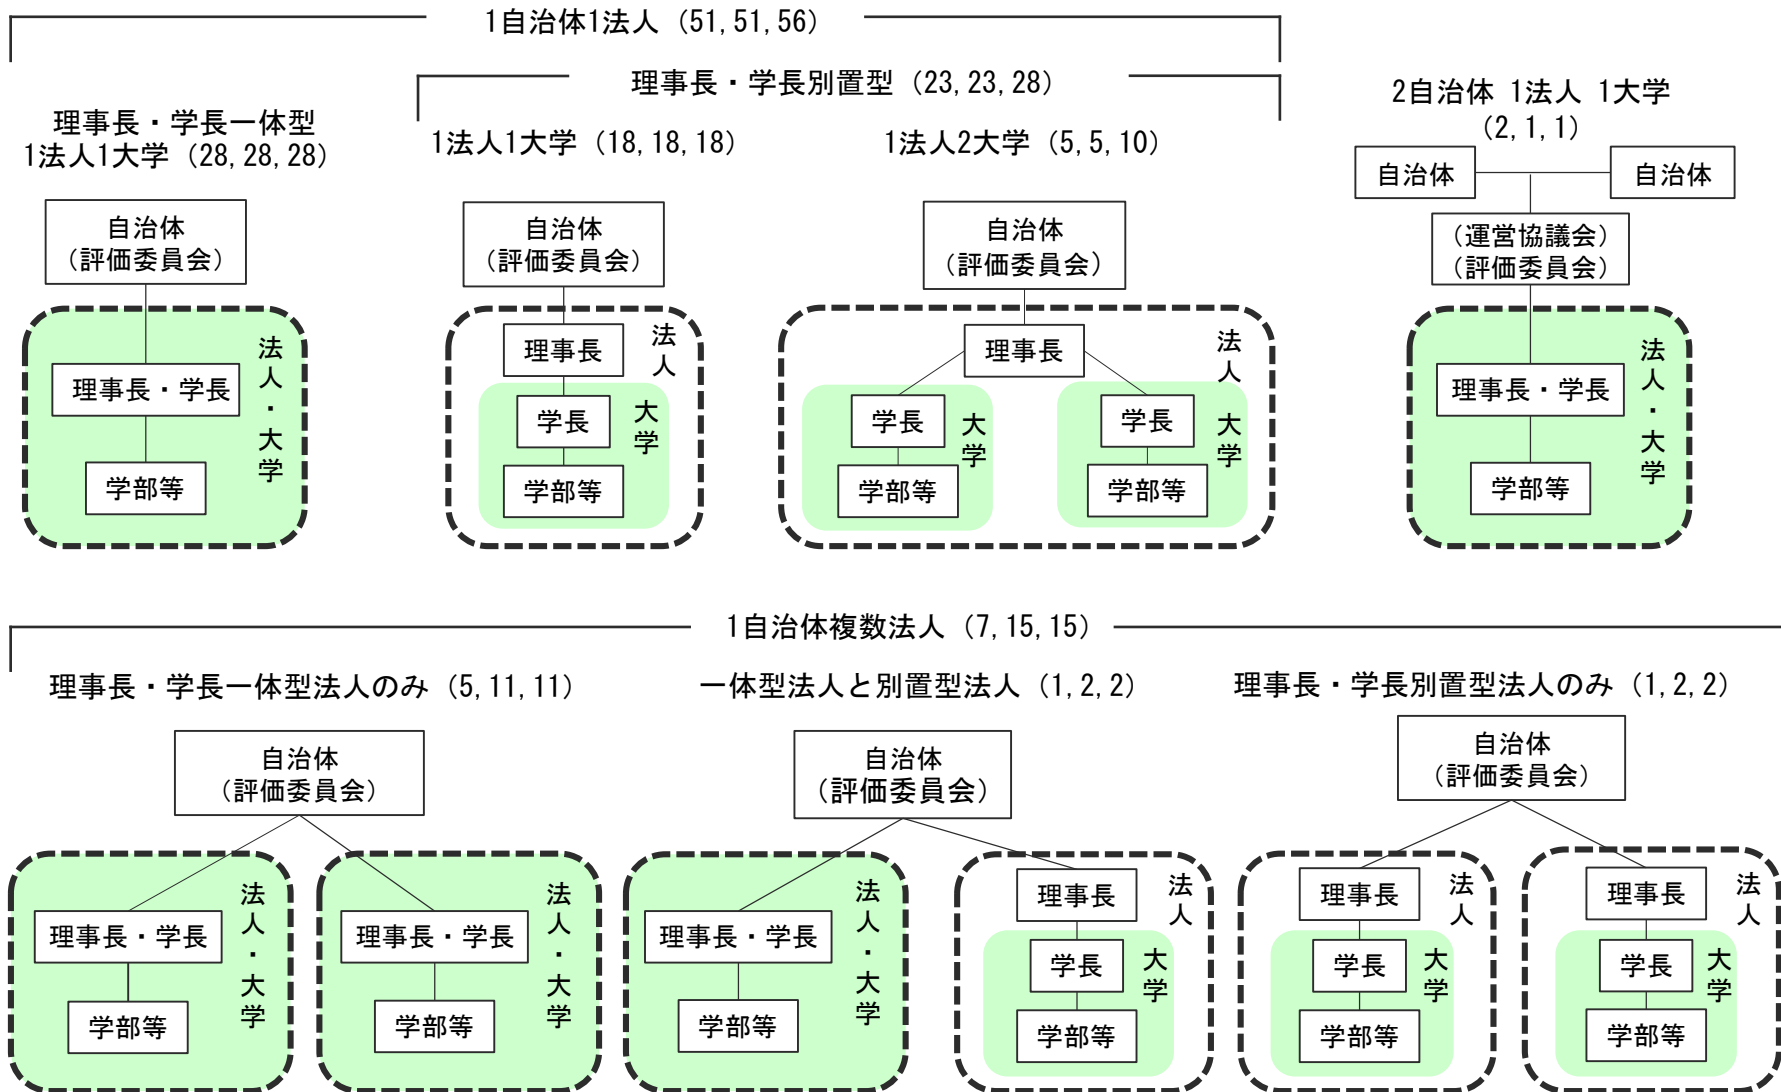 1自治体1法人（51, 51, 56）
理事長・学長別置型（23, 23, 28）
理事長・学長一体型
1法人1大学（28, 28, 28）
自治体
（評価委員会）
理事長・学長
学部等
法人・大学
1法人1大学（18, 18, 18）
自治体
（評価委員会）
理事長
法人
学長
大学
学部等
1法人2大学（5, 5, 10）
自治体
（評価委員会）
理事長
法人
学長
学部等
大学
学長
学部等
大学
2自治体 1法人 1大学
（2, 1, 1）
自治体
自治体
（運営協議会）
（評価委員会）
理事長・学長
学部等
法人・大学
1自治体複数法人（7, 15, 15）
理事長・学長一体型法人のみ（5, 11, 11）
自治体
（評価委員会）
理事長・学長
学部等
法人・大学
理事長・学長
学部等
法人・大学
一体型法人と別置型法人（1, 2, 2）
自治体
（評価委員会）
理事長・学長
学部等
法人・大学
理事長
法人
学長
大学
学部等
理事長・学長別置型法人のみ（1, 2, 2）
自治体
（評価委員会）
理事長
法人
学長
大学
学部等
理事長
法人
学長
大学
学部等